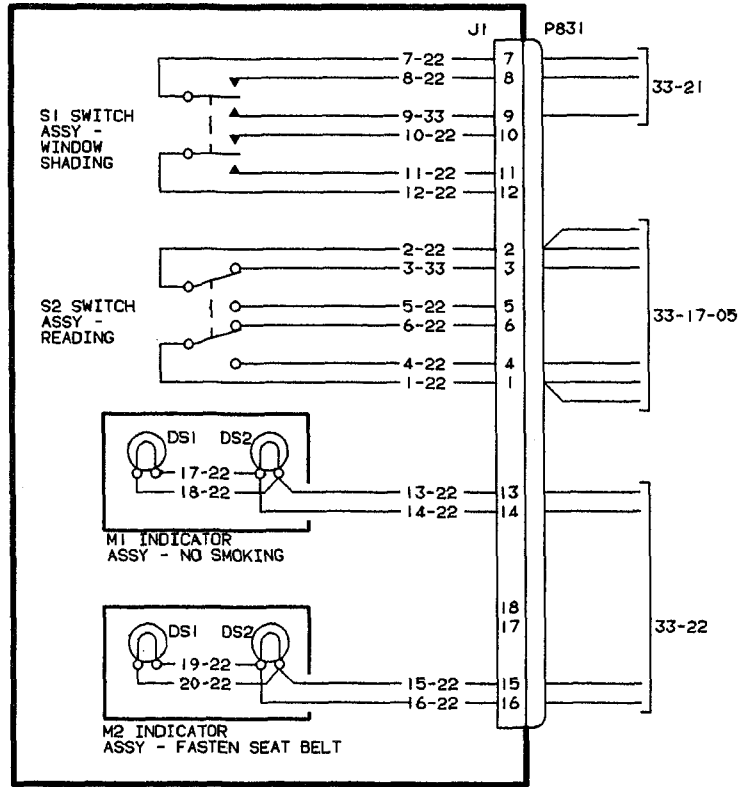 J1 P831
7-22 7
8-22 8
33-21
S1 SWITCH
ASSY -
WINDOW
SHADING
9-33 9
10-22 10
11-22 11
12-22 12
2-22 2
3-33 3
S2 SWITCH
ASSY -
READING
5-22 5
6-22 6
33-17-05
4-22 4
1-22 1
DS1 DS2
17-22
18-22 13-22 13
14-22 14
M1 INDICATOR
ASSY - NO SMOKING
18
17
33-22
DS1 DS2
19-22
20-22 15-22 15
16-22 16
M2 INDICATOR
ASSY - FASTEN SEAT BELT